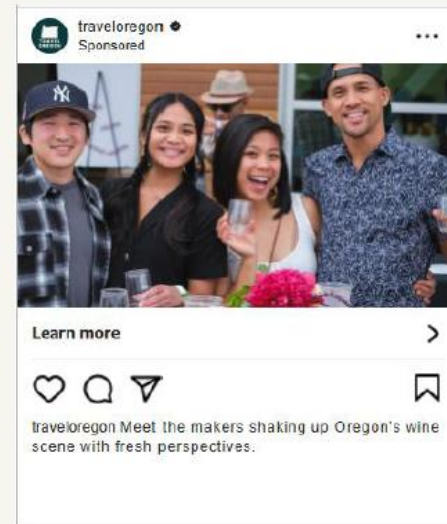 traveloregon
Sponsored
TRAVEL
OREGON
NY
Learn more
traveloregon Meet the makers shaking up Oregon's wine
scene with fresh perspectives.